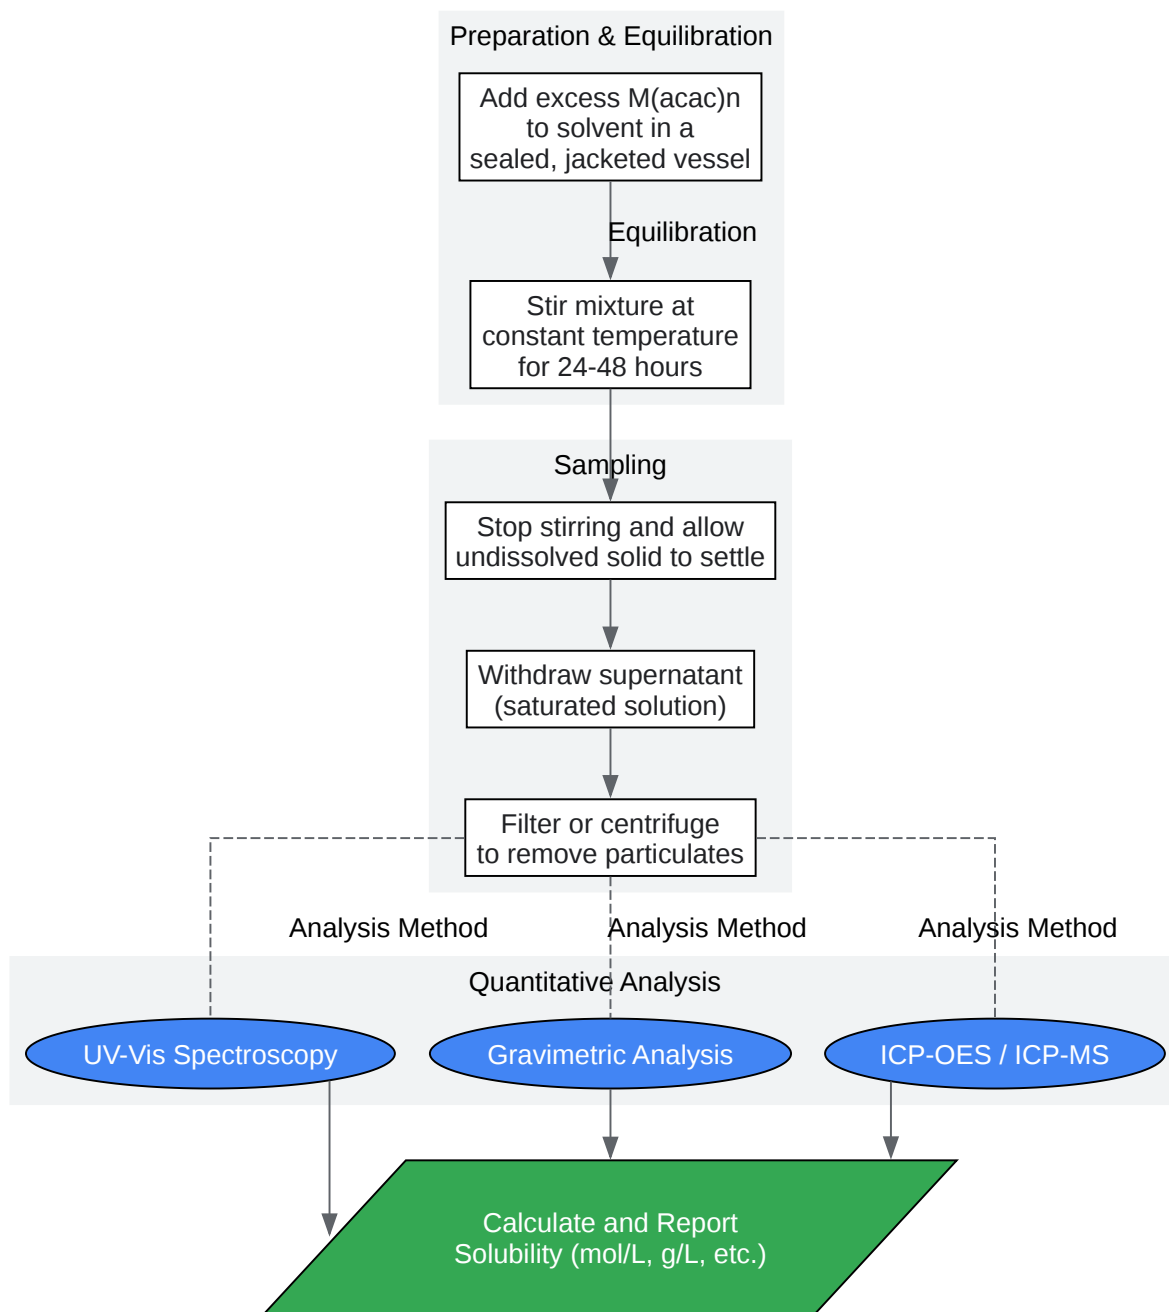 Preparation & Equilibration
Add excess M(acac)n
to solvent in a
sealed, jacketed vessel
Equilibration
Stir mixture at
constant temperature
for 24-48 hours
Sampling
Stop stirring and allow
undissolved solid to settle
Withdraw supernatant
(saturated solution)
Filter or centrifuge
to remove particulates
Analysis Method
Analysis Method
Analysis Method
Quantitative Analysis
UV-Vis Spectroscopy
Gravimetric Analysis
ICP-OES / ICP-MS
Calculate and Report
Solubility (mol/L, g/L, etc.)